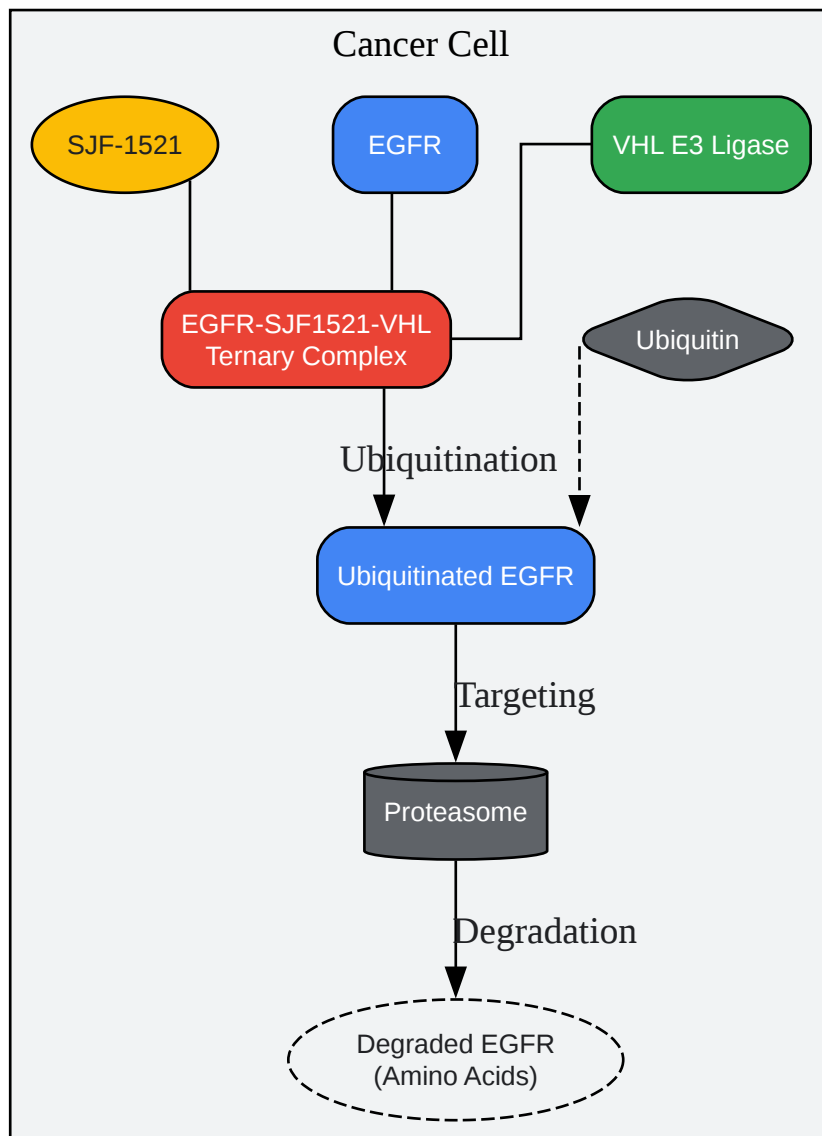 Cancer Cell
SJF-1521
EGFR
VHL E3 Ligase
EGFR-SJF1521-VHL
Ternary Complex
Ubiquitin
Ubiquitination
Ubiquitinated EGFR
Targeting
Proteasome
Degradation
Degraded EGFR
(Amino Acids)